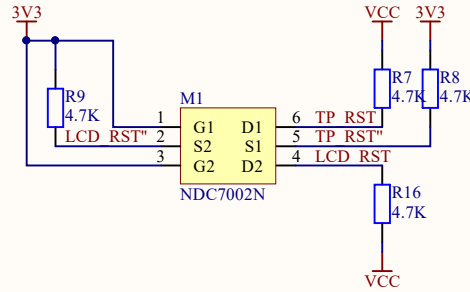 3V3
VCC
3V3
R9
4.7K
M1
R7
4.7K
R8
4.7K
1
G1
D1
6
TP_RST
LCD_RST"
2
S2
S1
5
TP_RST"
3
G2
D2
4
LCD_RST
NDC7002N
R16
4.7K
VCC